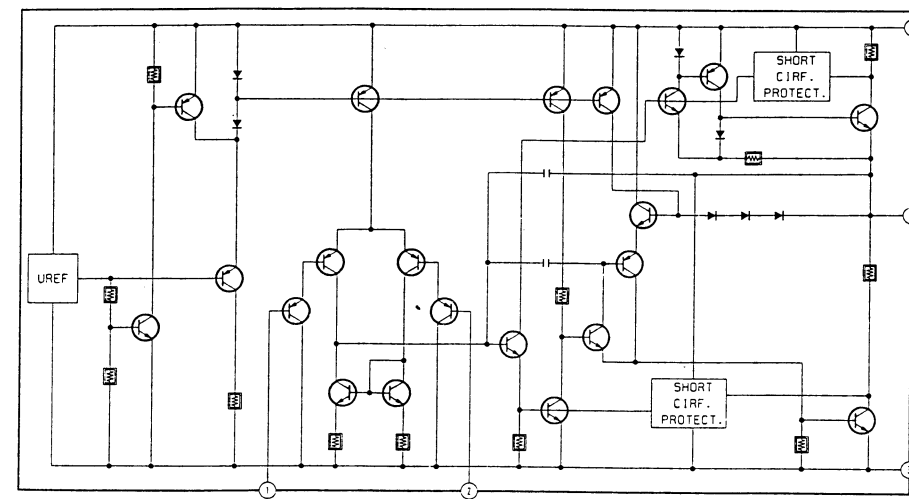 SHORT
CIRF.
PROTECT.
UREF
SHORT
CIRF.
PROTECT.
1
2